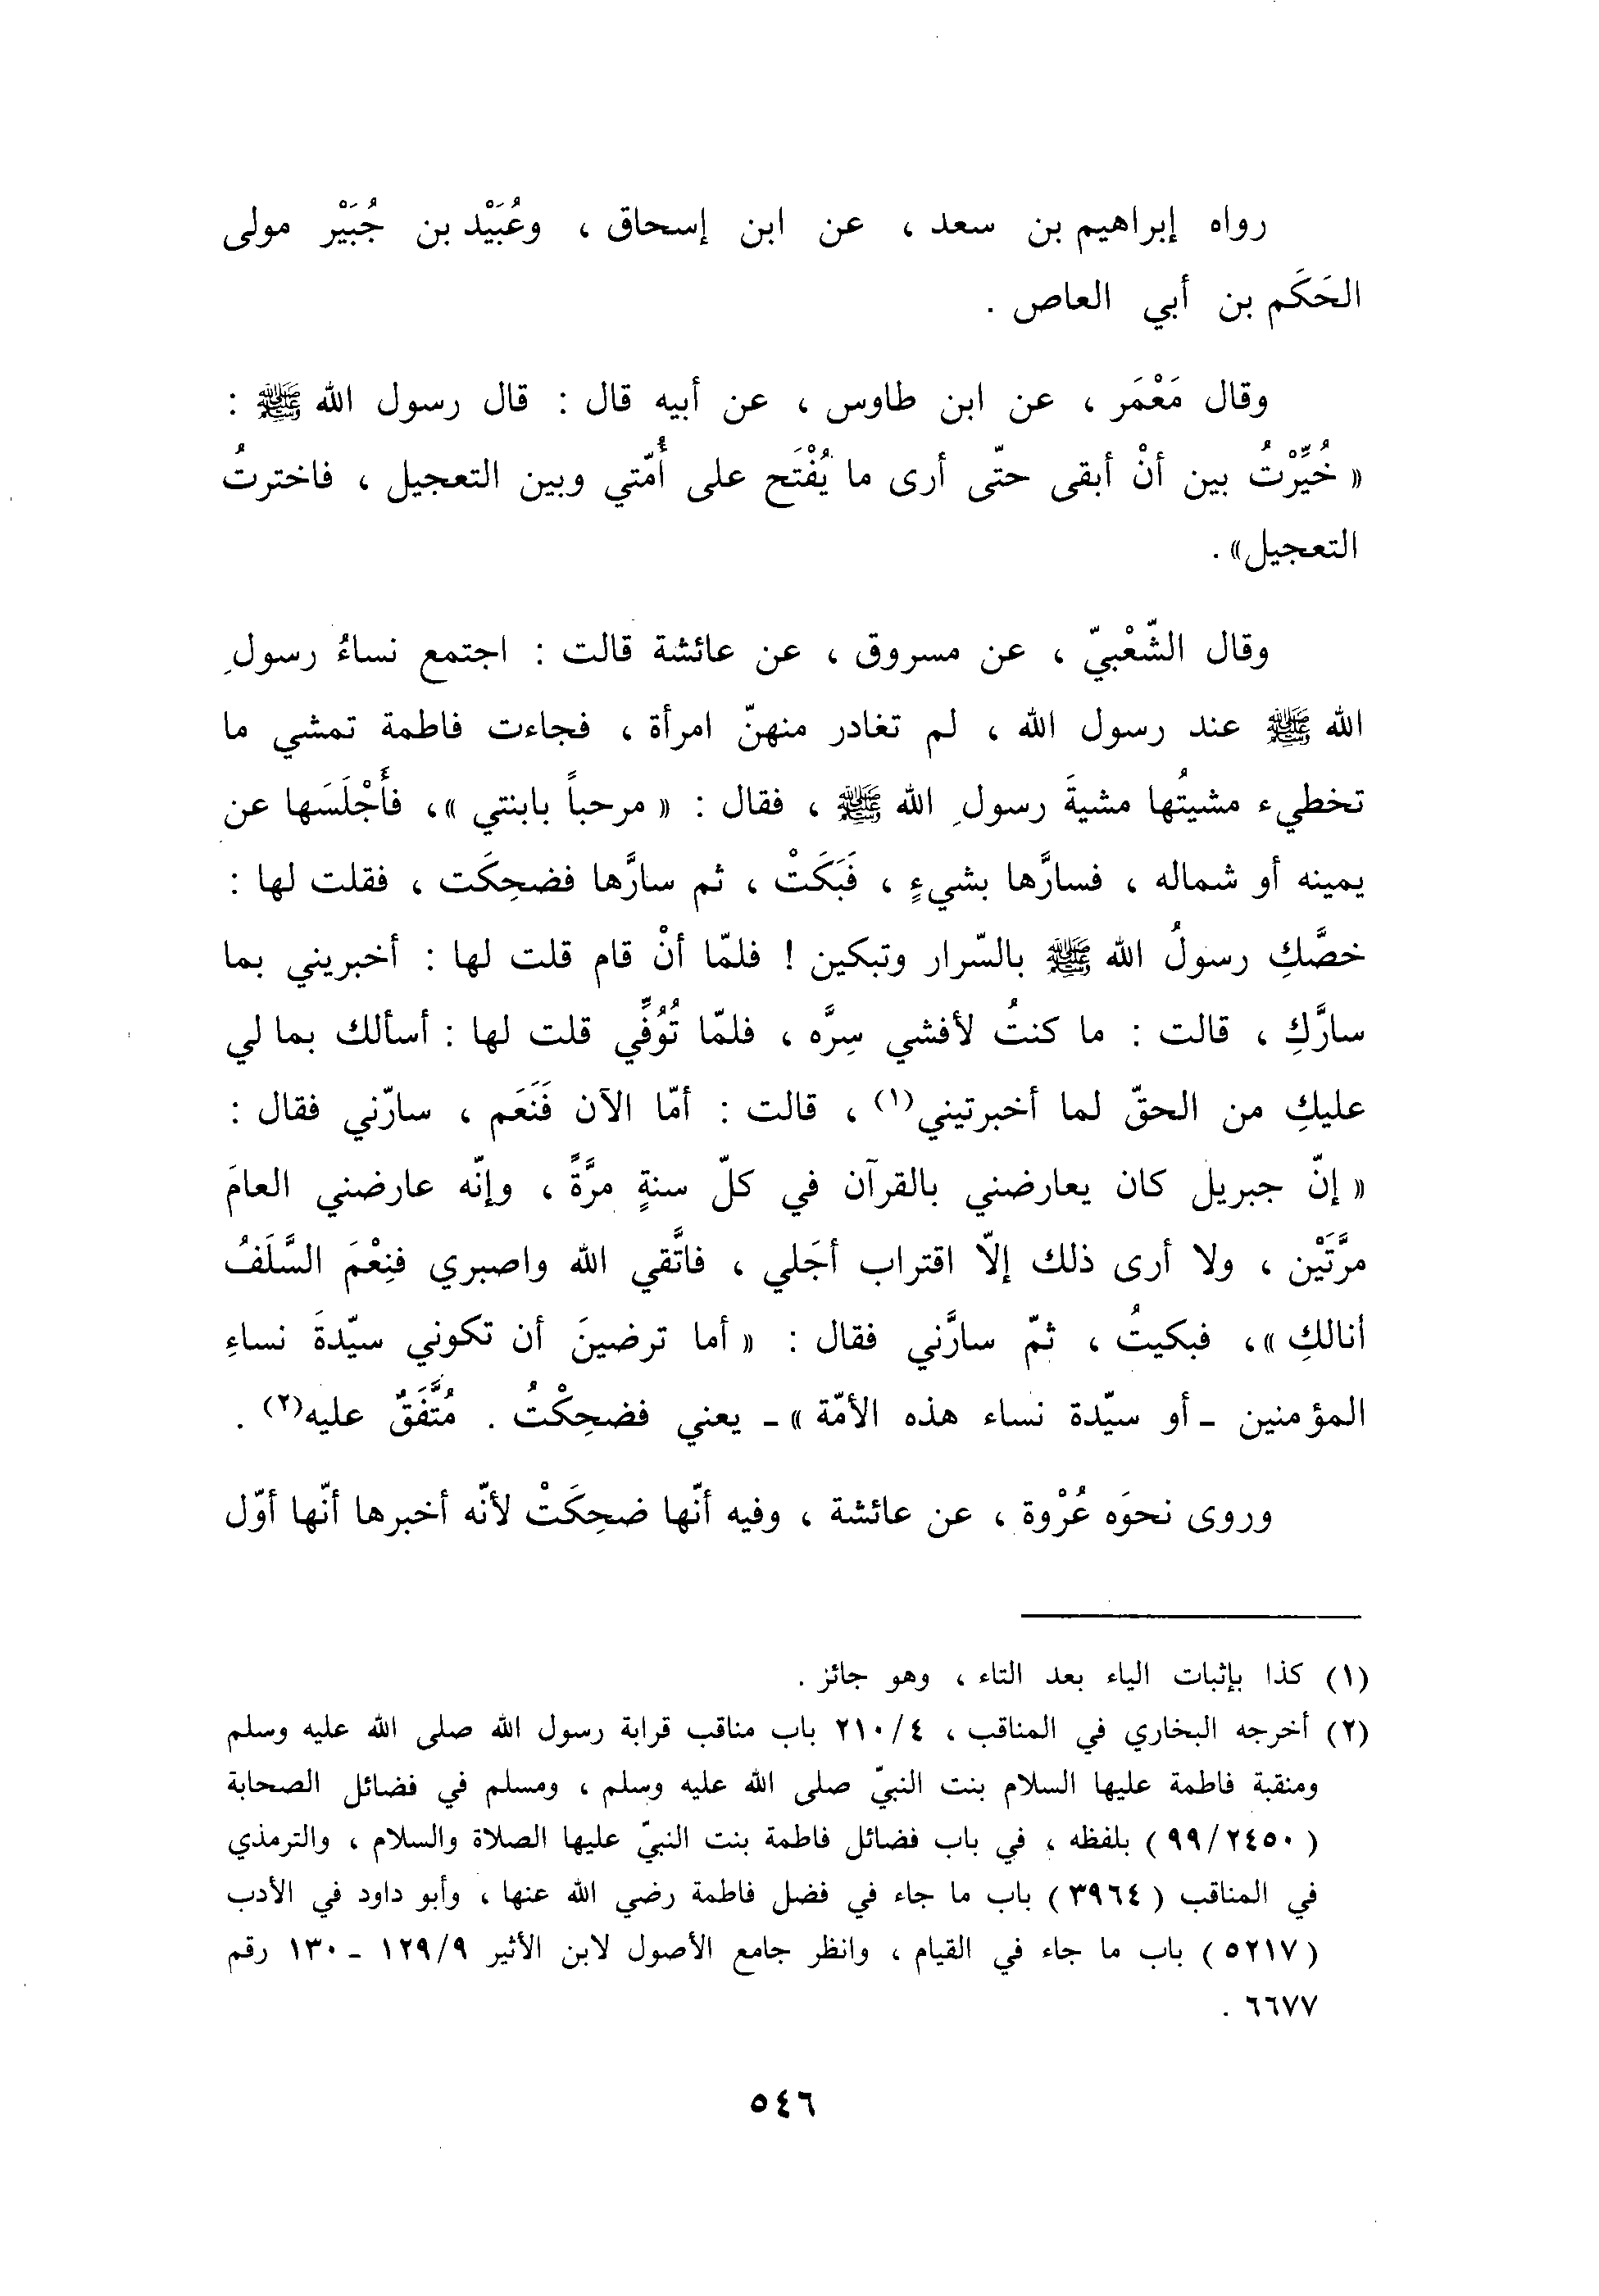 رواه إبراهيم بن سعد ، عن ابن إسحاق ، وعُبَيْد بن جُبَيْر مولى
الحَكَم بن أبي العاص .
وقال مَعْمَر ، عن ابن طاوس ، عن أبيه قال : قال رسول الله ﷺ :
« خُيِّرْتُ بين أنْ أبقى حتّى أرى ما يُفْتَح على أُمّتي وبين التعجيل ، فاخترتُ
التعجيل» .
وقال الشّعْبيّ ، عن مسروق ، عن عائشة قالت : اجتمع نساءُ رسولِ
الله ﷺ عند رسول الله ، لم تغادر منهنّ امرأة ، فجاءت فاطمة تمشي ما
تخطيء مشيتُها مشيةَ رسولِ الله ﷺ ، فقال : « مرحباً بابنتي »، فأَجْلَسَها عن
يمينه أو شماله ، فسارَّها بشيءٍ ، فَبَكَتْ ، ثم سارَّها فضحِكَت ، فقلت لها :
خصَّكِ رسولُ الله ﷺ بالسّرار وتبكين ! فلمّا أنْ قام قلت لها : أخبريني بما
سارَّكِ ، قالت : ما كنتُ لأفشي سِرَّه ، فلمّا تُوُفِّي قلت لها : أسألك بما لي
عليكِ من الحقّ لما أخبرتيني(١) ، قالت : أمّا الآن فَنَعَم ، سارّني فقال :
« إنّ جبريل كان يعارضني بالقرآن في كلّ سنةٍ مرَّةً ، وإنّه عارضني العامَ
مرَّتَيْن ، ولا أرى ذلك إلّا اقتراب أجَلي ، فاتَّقي الله واصبري فنِعْمَ السَّلَفُ
أنالكِ »، فبكيتُ ، ثمّ سارَّني فقال : « أما ترضينَ أن تكوني سيّدةَ نساءِ
المؤمنين ـ أو سيّدة نساء هذه الأمّة »ـ يعني فضحِكْتُ . مُتَّفَقٌ عليه(٢) .
وروى نحوَه عُرْوة ، عن عائشة ، وفيه أنّها ضحِكَتْ لأنّه أخبرها أنّها أوّل
(١) كذا بإثبات الياء بعد التاء ، وهو جائز .
(٢) أخرجه البخاري في المناقب ، ٤/ ٢١٠ باب مناقب قرابة رسول الله صلى الله عليه وسلم
ومنقبة فاطمة عليها السلام بنت النبيّ صلى الله عليه وسلم ، ومسلم في فضائل الصحابة
( ٩٩/٢٤٥٠ ) بلفظه ، في باب فضائل فاطمة بنت النبيّ عليها الصلاة والسلام ، والترمذي
في المناقب ( ٣٩٦٤ ) باب ما جاء في فضل فاطمة رضي الله عنها ، وأبو داود في الأدب
( ٥٢١٧ ) باب ما جاء في القيام ، وانظر جامع الأصول لابن الأثير ١٢٩/٩ ـ ١٣٠ رقم
٦٦٧٧ .
٥٤٦